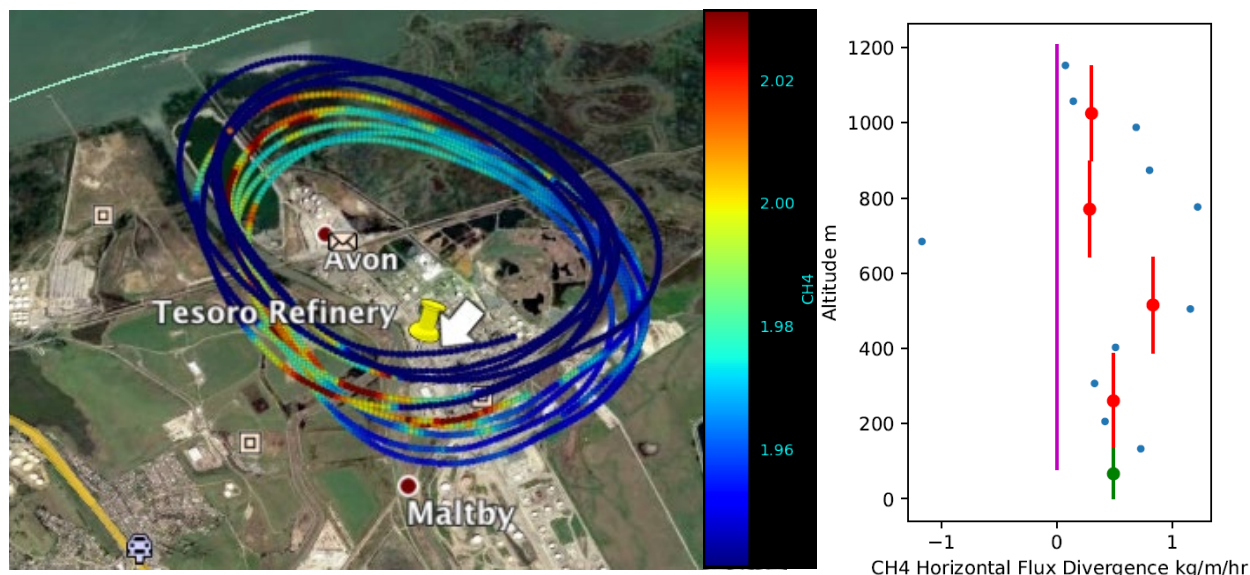 Avon
Tesoro Refinery
Maltby
2.02
2.00
1.98
1.96
CH4
Altitude m
1200
1000
800
600
400
200
0
−1
0
1
CH4 Horizontal Flux Divergence kg/m/hr